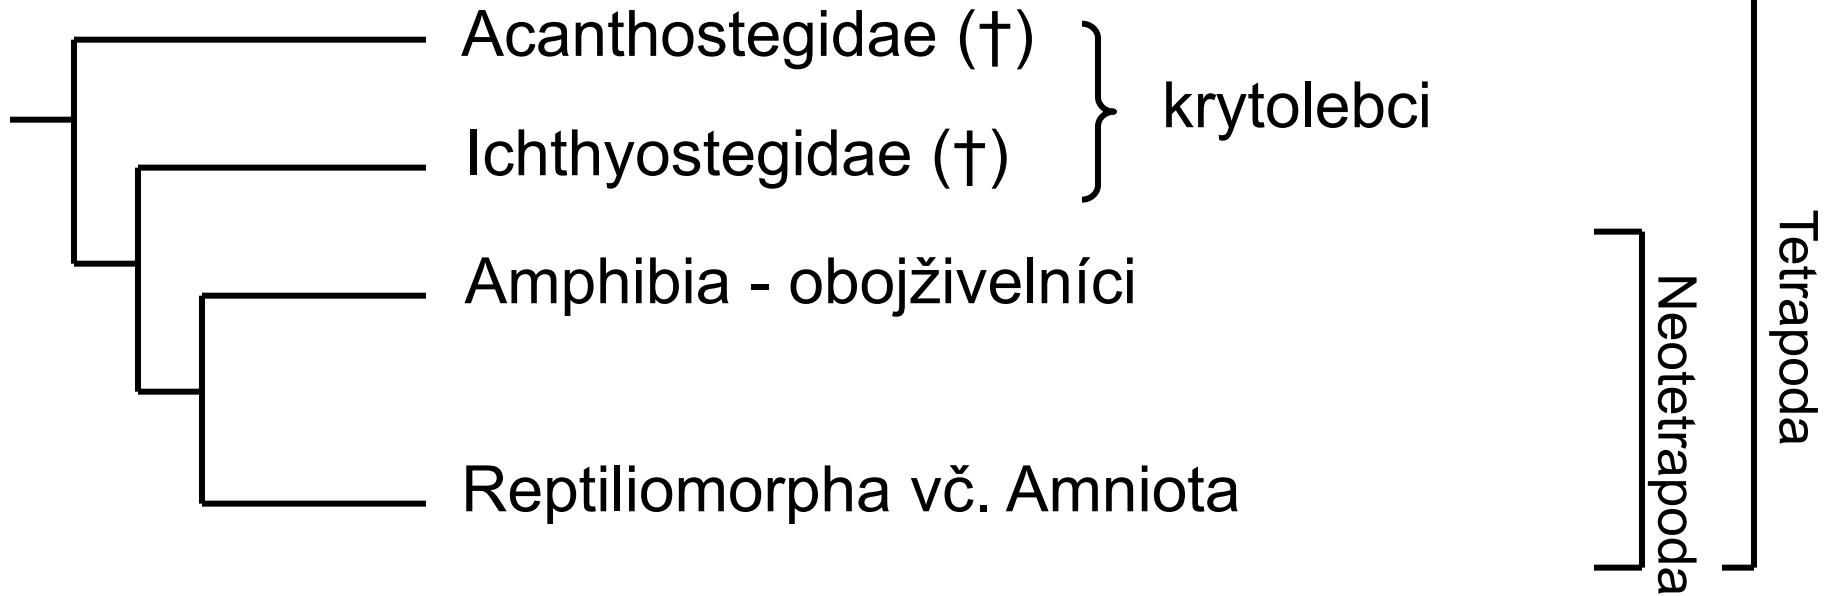 Acanthostegidae (†)
krytolebci
Ichthyostegidae (†)
Amphibia - obojživelníci
Reptiliomorpha vč. Amniota
Neotetrapoda
Tetrapoda